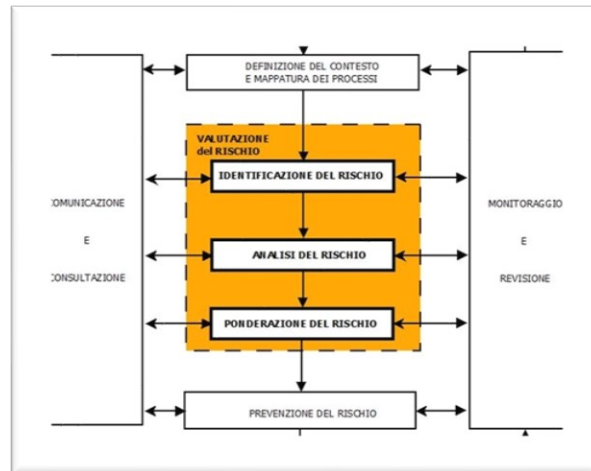 DEFINIZIONE DEL CONTESTO
E MAPPATURA DEI PROCESSI
VALUTAZIONE
del RISCHIO
IDENTIFICAZIONE DEL RISCHIO
OMUNICAZIONE
E
ONSULTAZIONE
MONITORAGGIO
E
REVISIONE
ANALISI DEL RISCHIO
PONDERAZIONE DEL RISCHIO
PREVENZIONE DEL RISCHIO